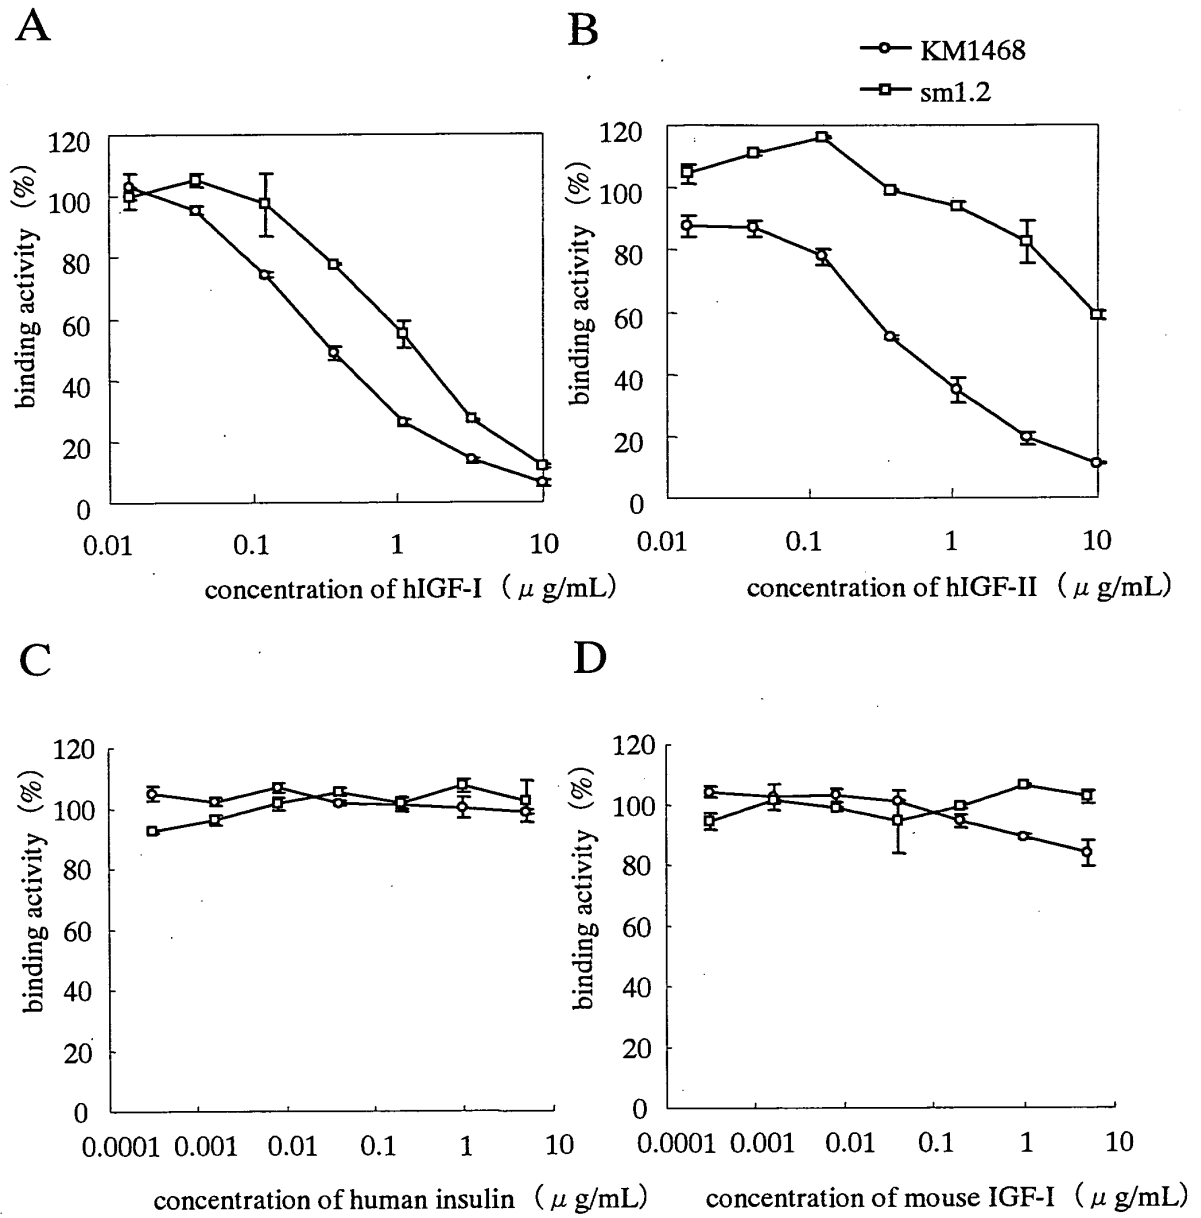 A
B
KM1468
sm1.2
binding activity (%)
120
100
80
60
40
20
0
0.01 0.1 1 10
concentration of hIGF-I ( μ g/mL)
binding activity (%)
120
100
80
60
40
20
0
0.01 0.1 1 10
concentration of hIGF-II ( μ g/mL)
C
D
binding activity (%)
120
100
80
60
40
20
0
0.0001 0.001 0.01 0.1 1 10
concentration of human insulin ( μ g/mL)
binding activity (%)
120
100
80
60
40
20
0
0.0001 0.001 0.01 0.1 1 10
concentration of mouse IGF-I ( μ g/mL)